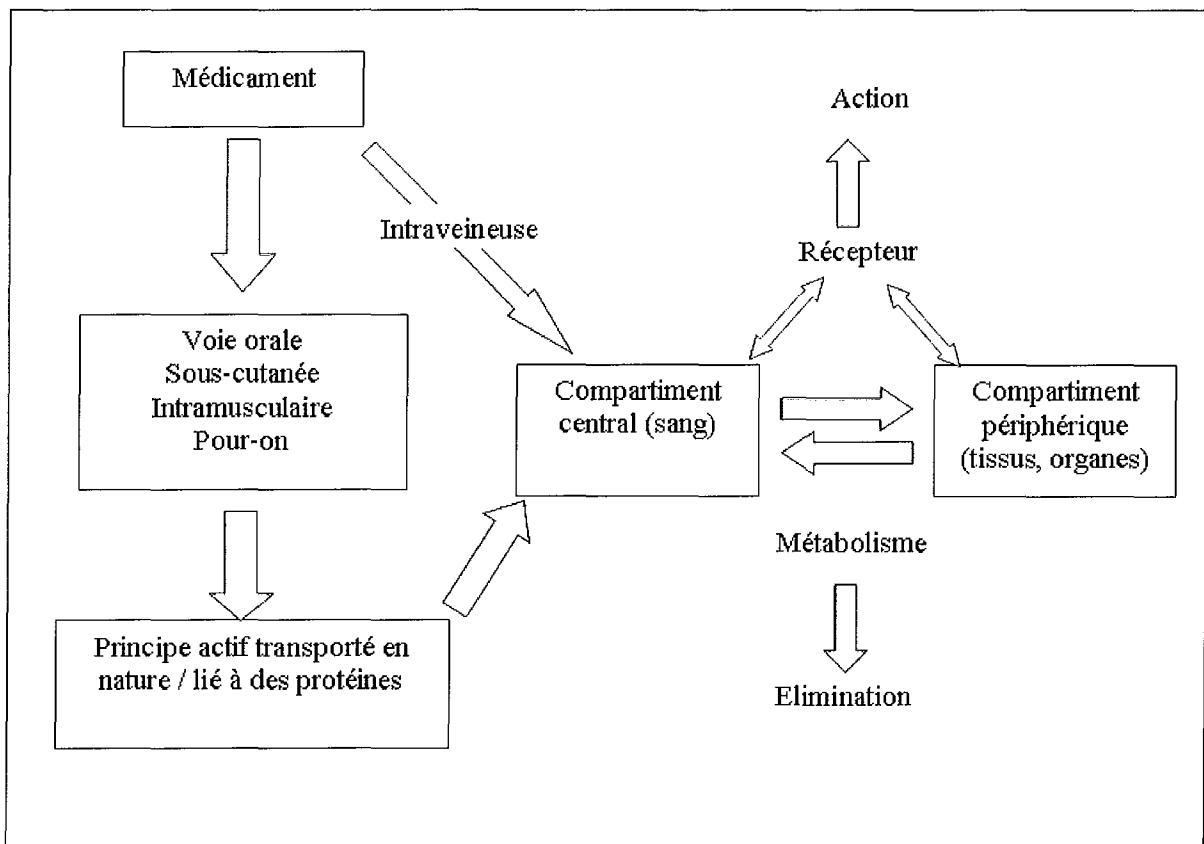 Médicament
Action
Intraveineuse
Récepteur
Voie orale
Sous-cutanée
Intramusculaire
Pour-on
Compartiment
central (sang)
Compartiment
périphérique
(tissus, organes)
Métabolisme
Principe actif transporté en
nature / lié à des protéines
Elimination